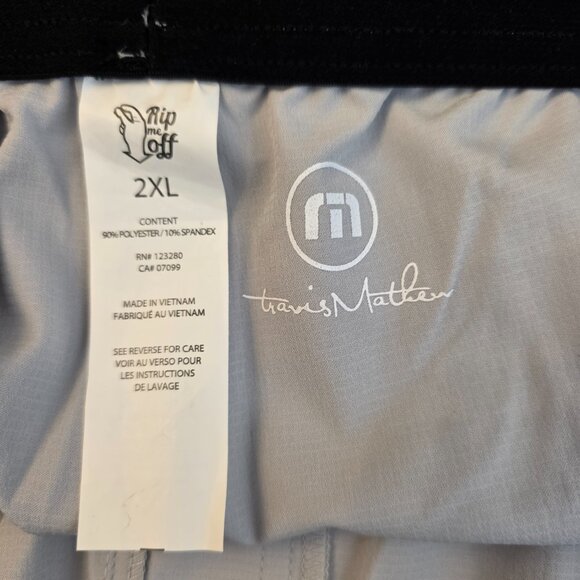 Rip
me
off
2XL
CONTENT
90% POLYESTER / 10% SPANDEX
RN# 123280
CA# 07099
MADE IN VIETNAM
FABRIQUÉ AU VIETNAM
SEE REVERSE FOR CARE
VOIR AU VERSO POUR
LES INSTRUCTIONS
DE LAVAGE
m
travisMathew